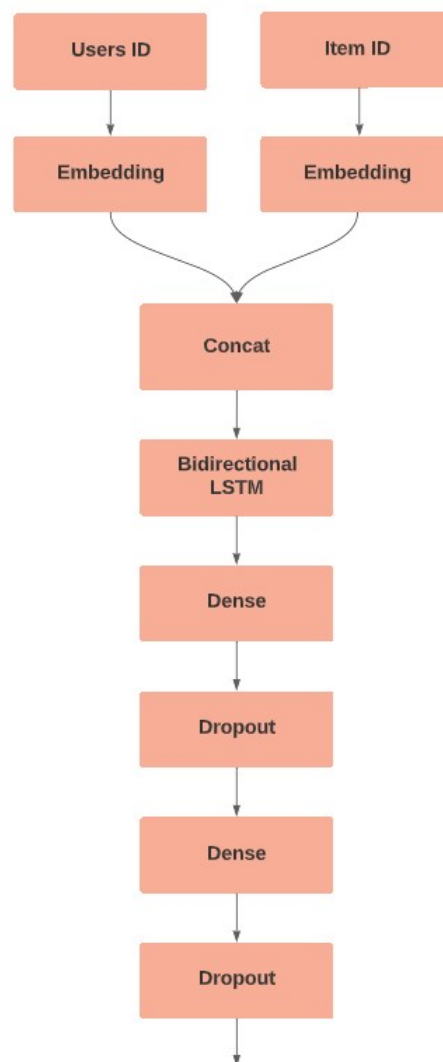 Users ID
Item ID
Embedding
Embedding
Concat
Bidirectional
LSTM
Dense
Dropout
Dense
Dropout